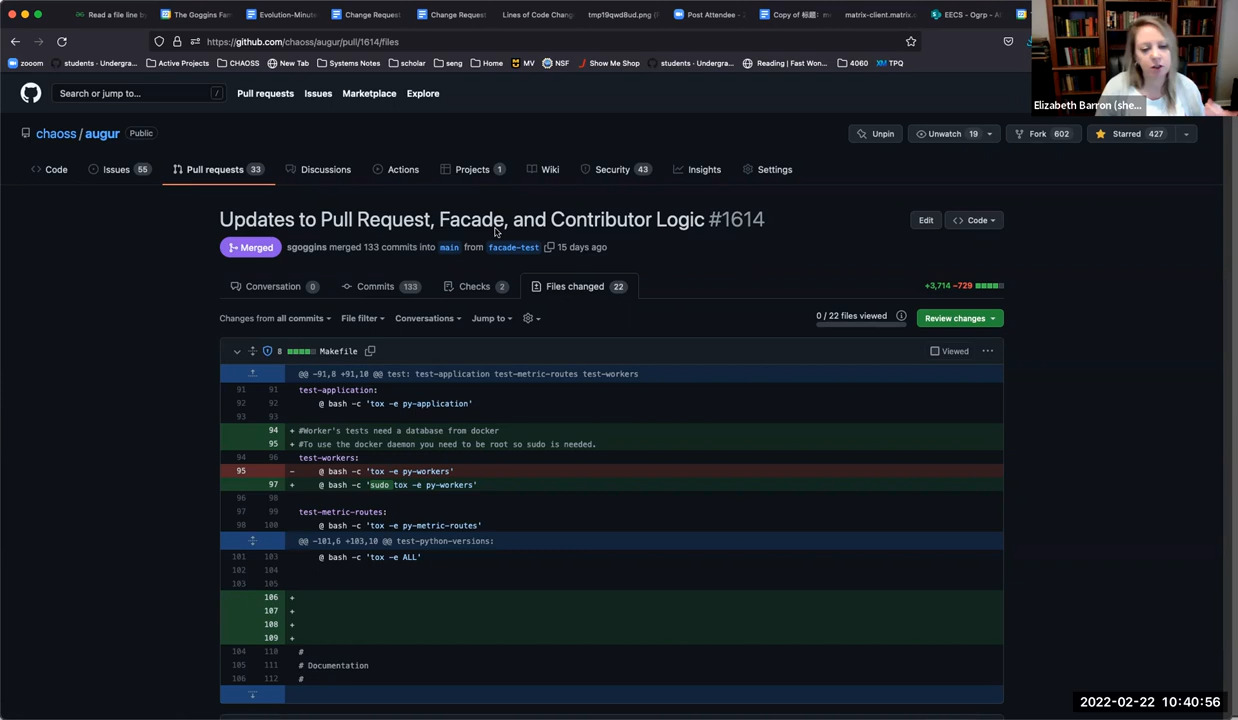 Read a file line by
The Goggins Fam
Evolution-Minute
Change Request
Change Request
Lines of Code Chang
tmp19qwd8ud.png (
Post Attendee -
Copy of 标题：
matrix-client.matrix.
EECS - Ogrp - A
https://github.com/chaoss/augur/pull/1614/files
zooom
students - Undergra...
Active Projects
CHAOSS
New Tab
Systems Notes
scholar
seng
Home
MV
NSF
Show Me Shop
students - Undergra...
Reading | Fast Won...
4060
TPQ
Elizabeth Barron (she...
Search or jump to...
/
Pull requests
Issues
Marketplace
Explore
chaoss / augur
Public
Unpin
Unwatch 19
Fork 602
Starred 427
Code
Issues 55
Pull requests 33
Discussions
Actions
Projects 1
Wiki
Security 43
Insights
Settings
Updates to Pull Request, Facade, and Contributor Logic #1614
Edit
<> Code
Merged
sgoggins merged 133 commits into main from facade-test 15 days ago
Conversation 0
Commits 133
Checks 2
Files changed 22
+3,714 −729
Changes from all commits
File filter
Conversations
Jump to
0 / 22 files viewed
Review changes
8 Makefile
Viewed
@@ -91,8 +91,10 @@ test: test-application test-metric-routes test-workers
91 91 test-application:
92 92 @ bash -c 'tox -e py-application'
93 93
94 + #Worker's tests need a database from docker
95 + #To use the docker daemon you need to be root so sudo is needed.
94 96 test-workers:
95 - @ bash -c 'tox -e py-workers'
97 + @ bash -c 'sudo tox -e py-workers'
96 98
97 99 test-metric-routes:
98 100 @ bash -c 'tox -e py-metric-routes'
@@ -101,6 +103,10 @@ test-python-versions:
101 103 @ bash -c 'tox -e ALL'
102 104
103 105
106 +
107 +
108 +
109 +
104 110 #
105 111 # Documentation
106 112 #
2022-02-22 10:40:56